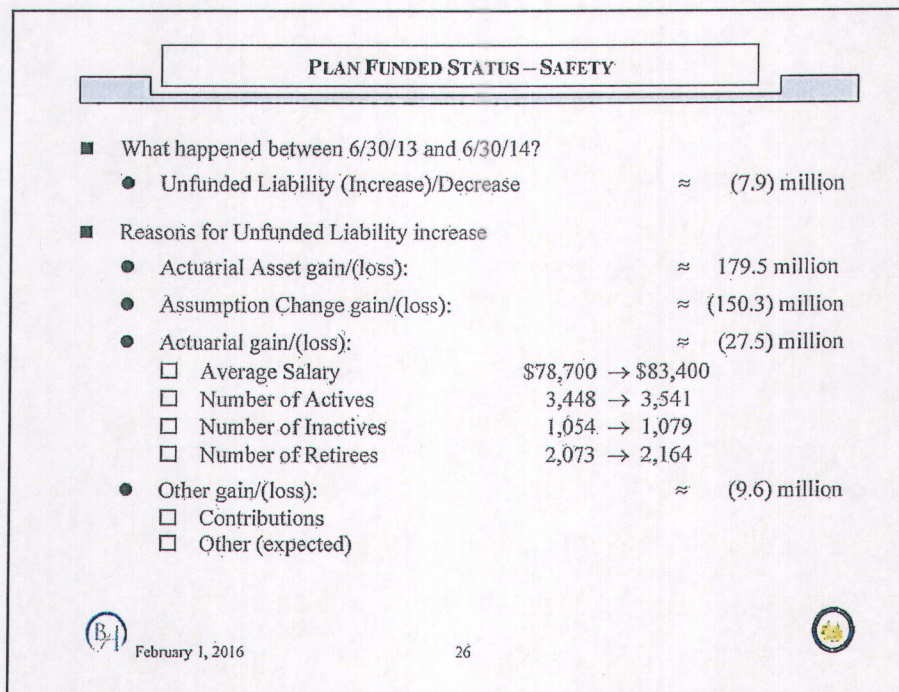 PLAN FUNDED STATUS – SAFETY
■ What happened between 6/30/13 and 6/30/14?
● Unfunded Liability (Increase)/Decrease ≈ (7.9) million
■ Reasons for Unfunded Liability increase
● Actuarial Asset gain/(loss): ≈ 179.5 million
● Assumption Change gain/(loss): ≈ (150.3) million
● Actuarial gain/(loss): ≈ (27.5) million
□ Average Salary $78,700 → $83,400
□ Number of Actives 3,448 → 3,541
□ Number of Inactives 1,054 → 1,079
□ Number of Retirees 2,073 → 2,164
● Other gain/(loss): ≈ (9.6) million
□ Contributions
□ Other (expected)
B/A February 1, 2016 26